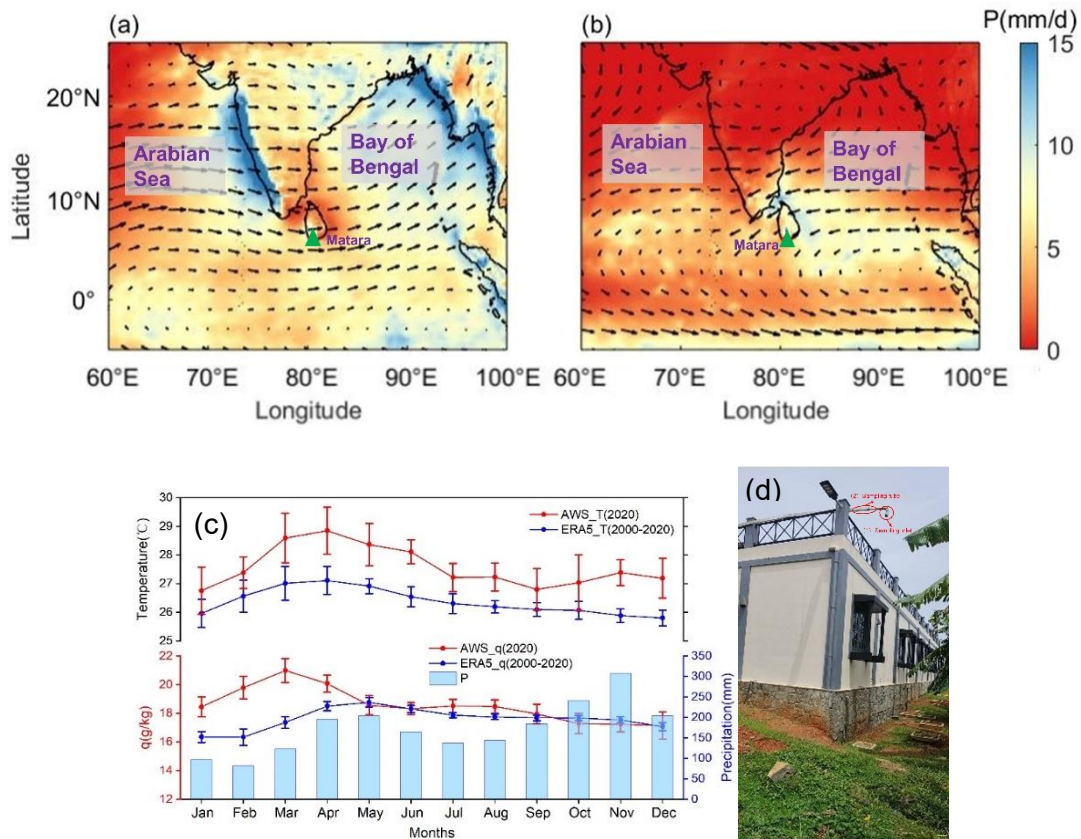 (a)
(b)
P(mm/d)
15
10
5
0
Latitude
20°N
10°N
0°
Arabian
Sea
Bay of
Bengal
Matara
60°E
70°E
80°E
90°E
100°E
Longitude
Arabian
Sea
Bay of
Bengal
Matara
60°E
70°E
80°E
90°E
100°E
Longitude
(c)
Temperature(℃)
30
29
28
27
26
25
AWS_T(2020)
ERA5_T(2000-2020)
q(g/kg)
22
20
18
16
14
12
AWS_q(2020)
ERA5_q(2000-2020)
P
350
300
250
200
150
100
50
0
Precipitation(mm)
Jan
Feb
Mar
Apr
May
Jun
Jul
Aug
Sep
Oct
Nov
Dec
Months
(d)